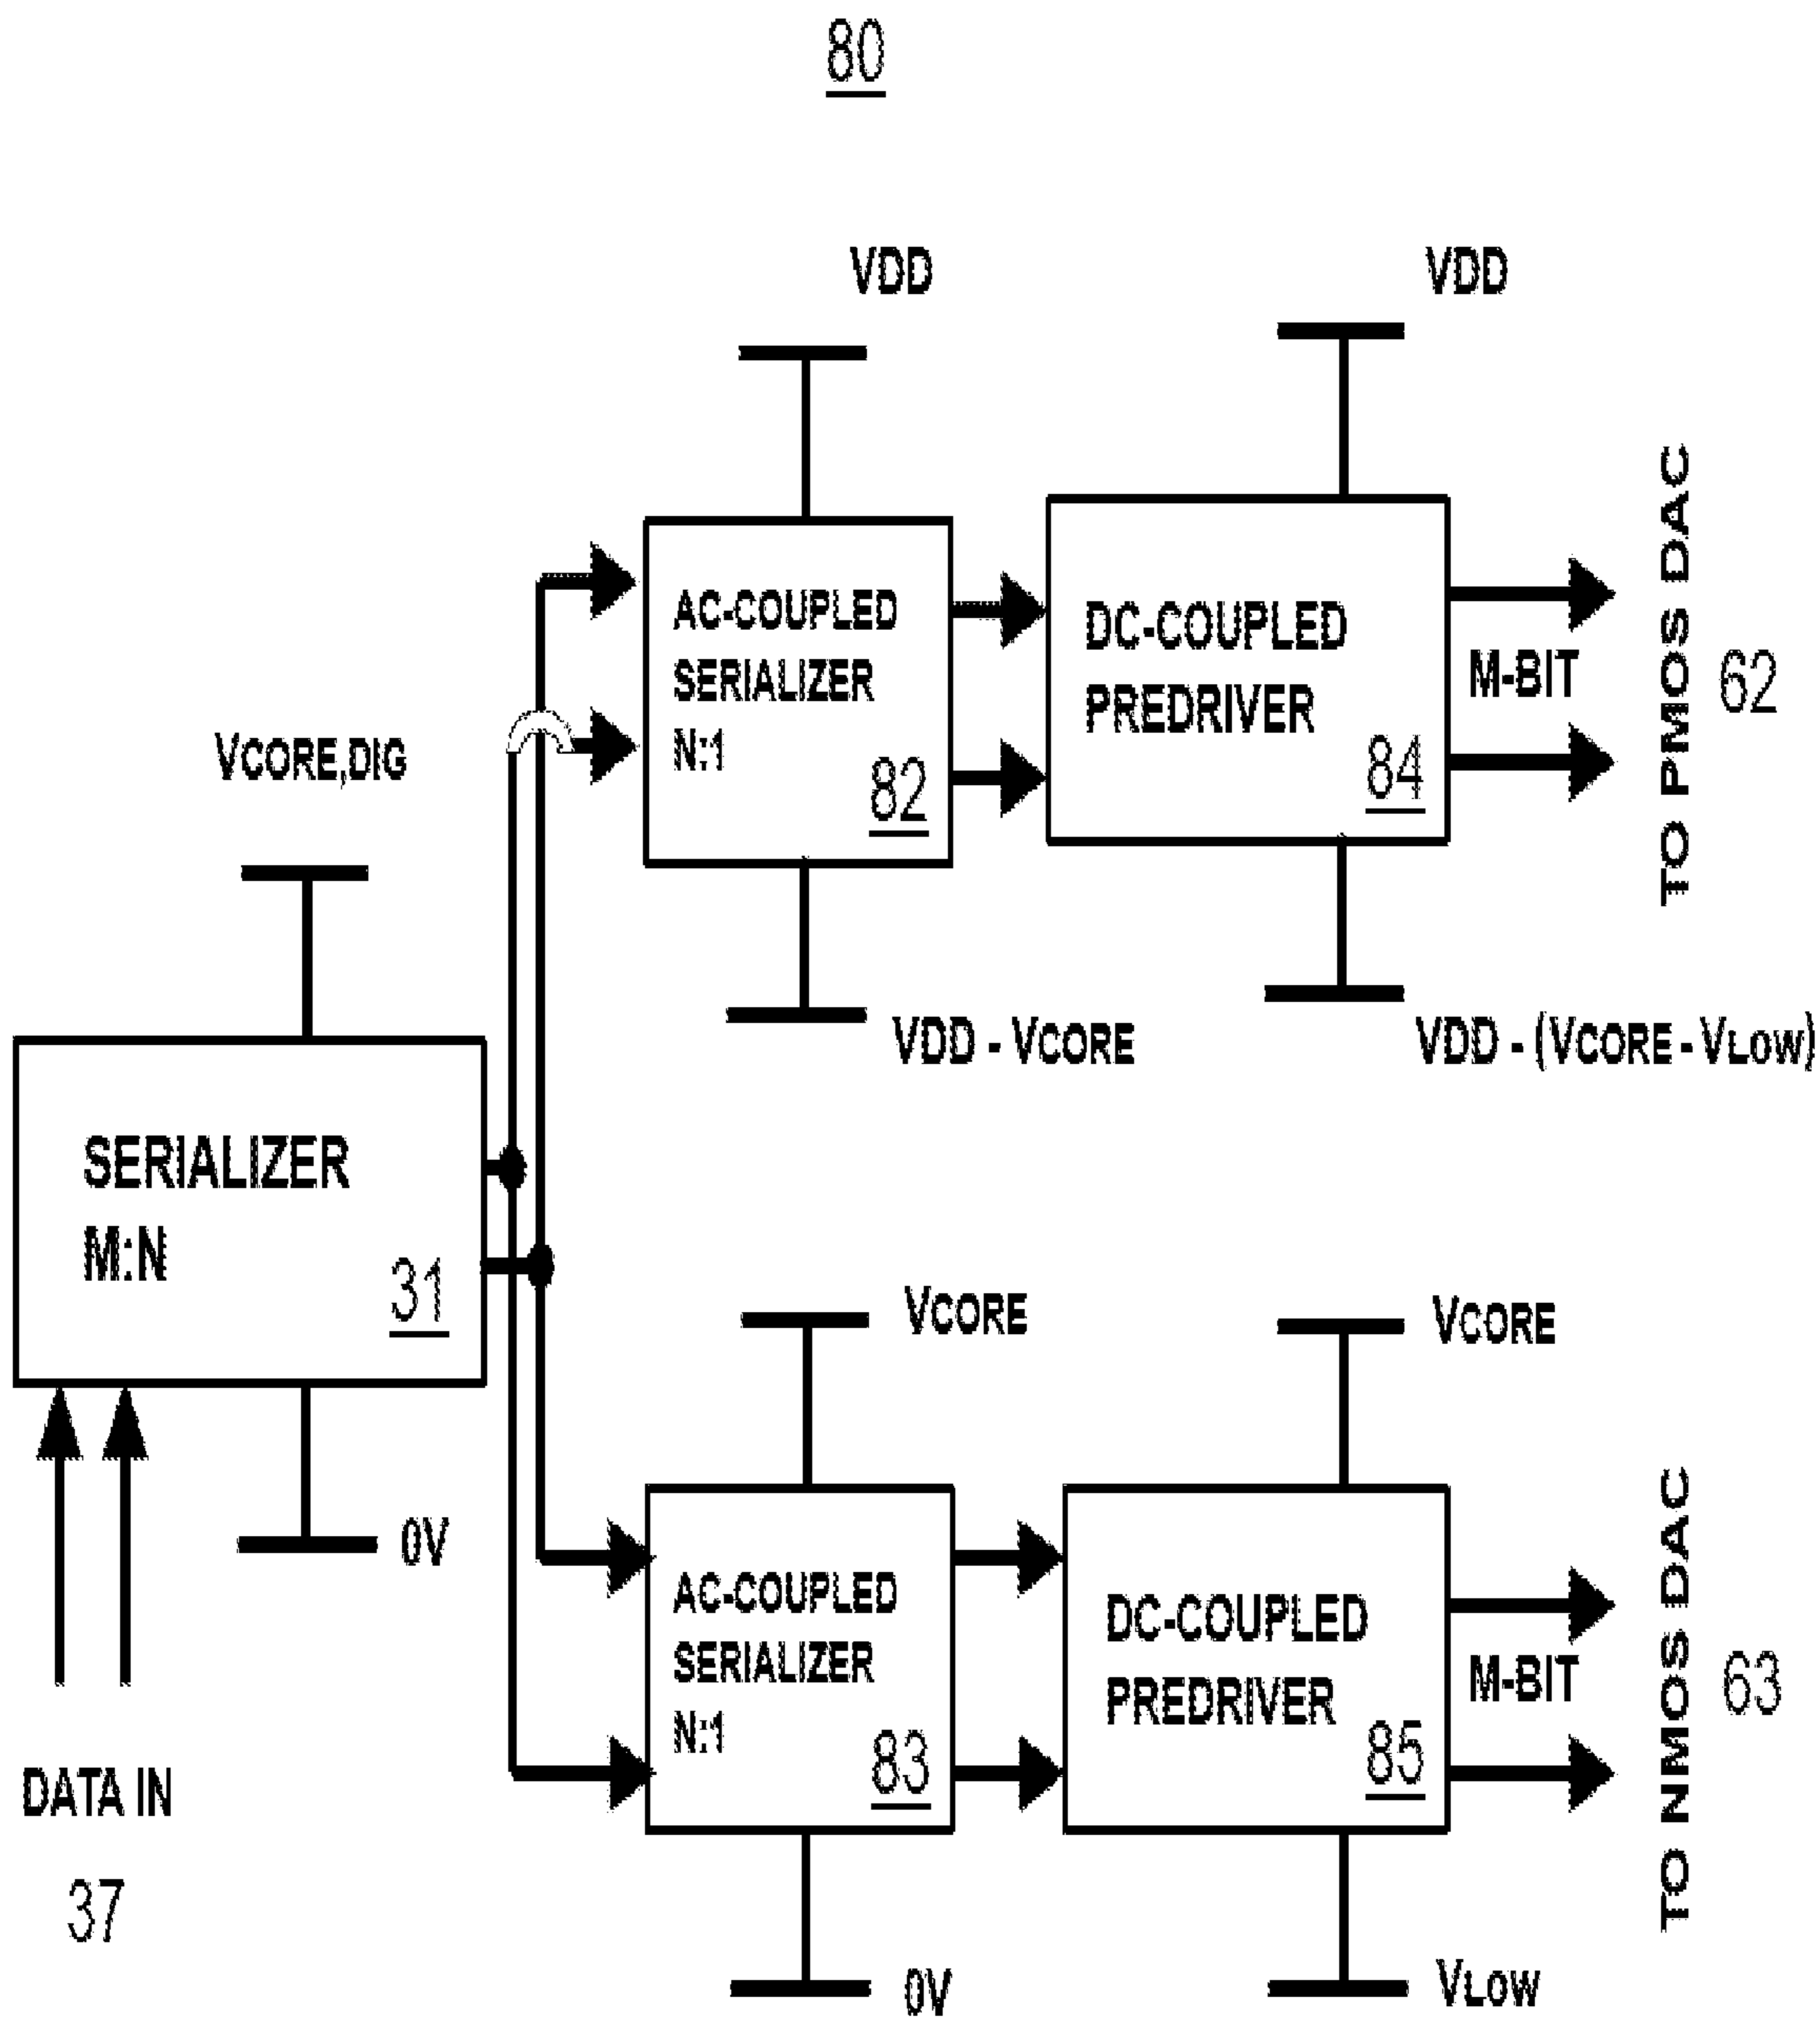 80
VDD
VDD
AC-COUPLED
SERIALIZER
N:1
82
DC-COUPLED
PREDRIVER
84
M-BIT
TO PMOS DAC
62
VCORE,DIG
VDD - VCORE
VDD - (VCORE - VLOW)
SERIALIZER
M:N
31
VCORE
VCORE
0V
AC-COUPLED
SERIALIZER
N:1
83
DC-COUPLED
PREDRIVER
85
M-BIT
TO NMOS DAC
63
DATA IN
37
0V
VLOW